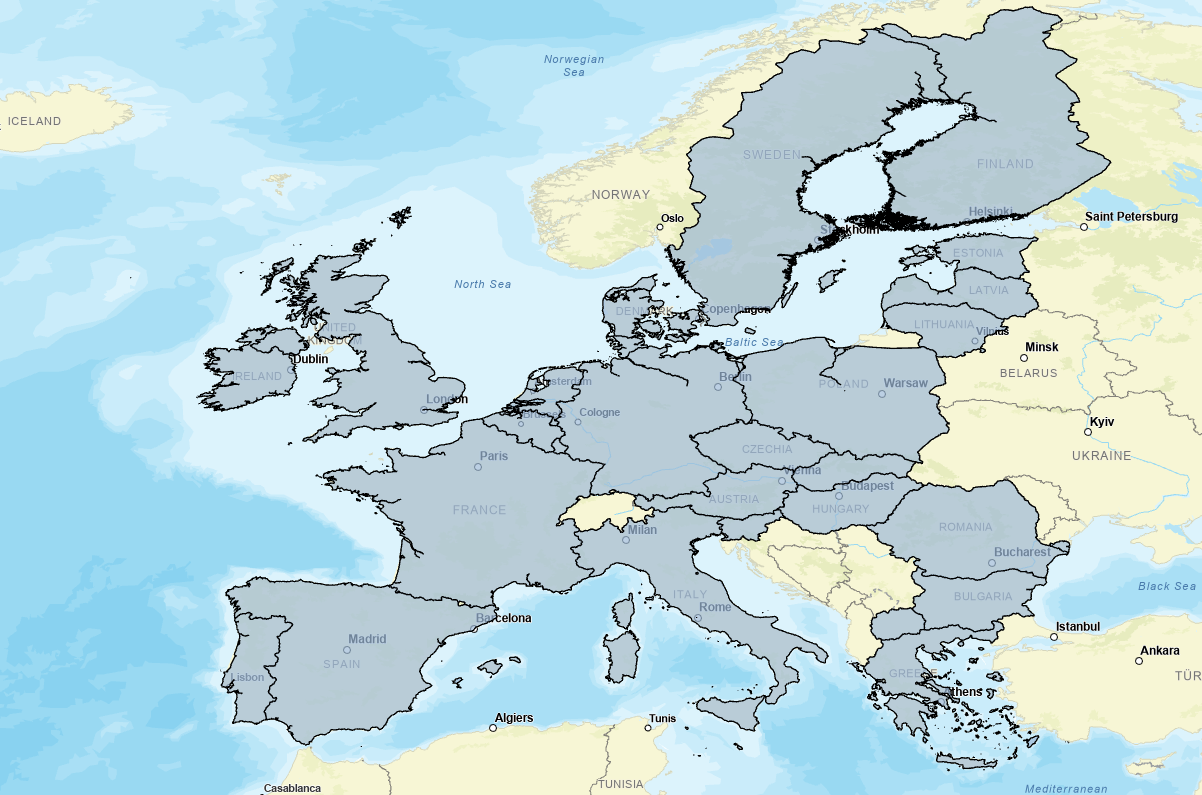 Norwegian
Sea
ICELAND
SWEDEN
FINLAND
NORWAY
Oslo
Helsinki
Saint Petersburg
Stockholm
ESTONIA
North Sea
LATVIA
DENMARK
Copenhagen
LITHUANIA
Vilnius
UNITED
KINGDOM
Baltic Sea
Minsk
Dublin
BELARUS
IRELAND
Berlin
Amsterdam
POLAND
Warsaw
London
Brussels
Cologne
Kyiv
Paris
CZECHIA
UKRAINE
Vienna
Budapest
AUSTRIA
FRANCE
HUNGARY
Milan
ROMANIA
Bucharest
Black Sea
ITALY
BULGARIA
Rome
Barcelona
Istanbul
Madrid
Ankara
SPAIN
Lisbon
GREECE
TÜR
Athens
Algiers
Tunis
TUNISIA
Casablanca
Mediterranean